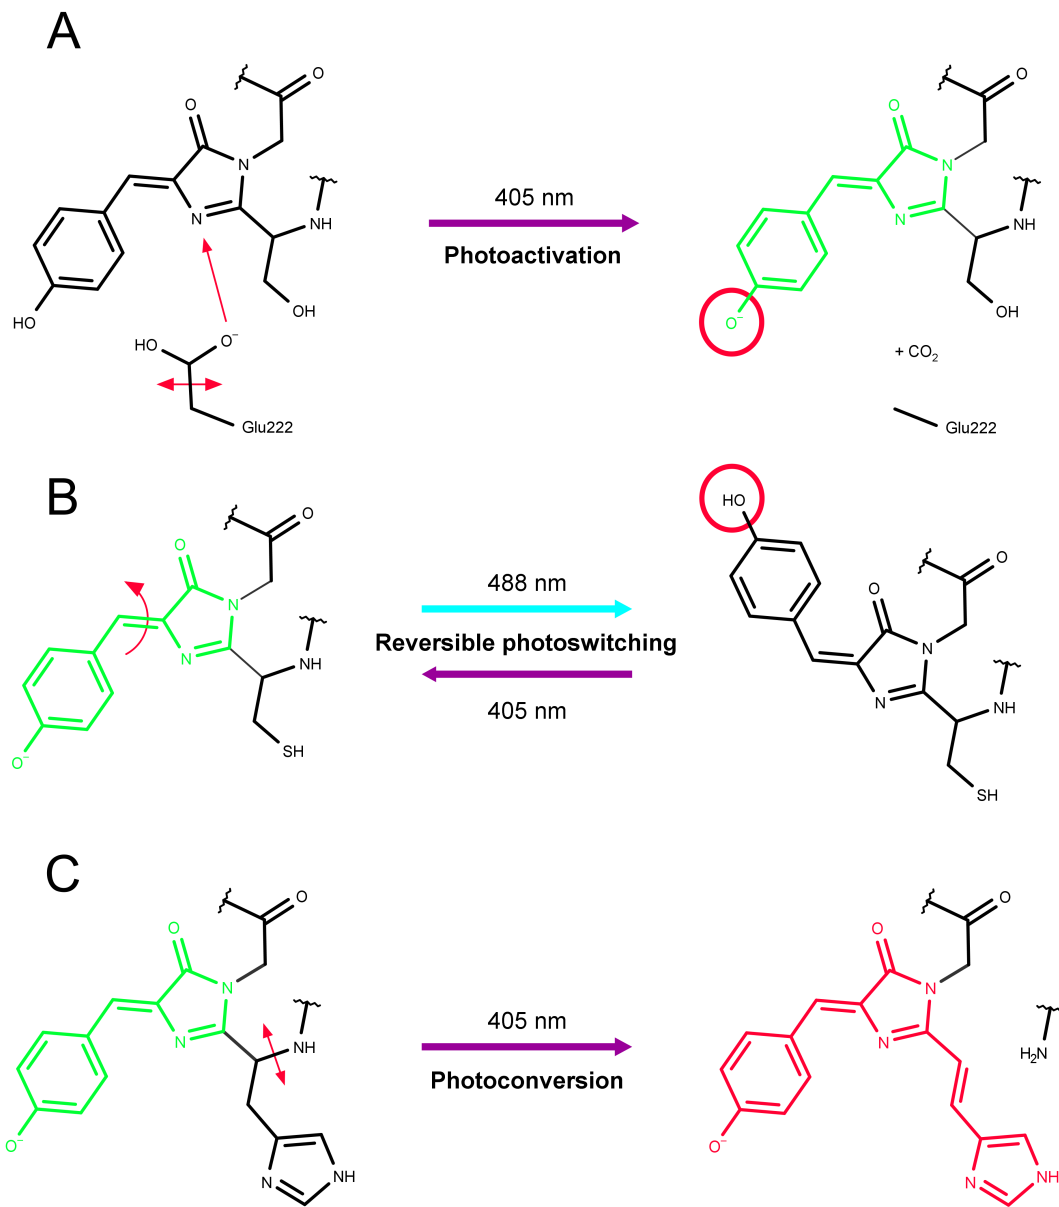 A
O
O
N
N
NH
HO
OH
HO
O⁻
Glu222
405 nm
Photoactivation
O
O
N
N
NH
O⁻
OH
+ CO₂
Glu222
B
O
O
N
N
NH
O⁻
SH
488 nm
Reversible photoswitching
405 nm
HO
O
O
N
N
NH
SH
C
O
O
N
N
NH
O⁻
N
NH
405 nm
Photoconversion
O
O
N
N
H₂N
O⁻
N
NH